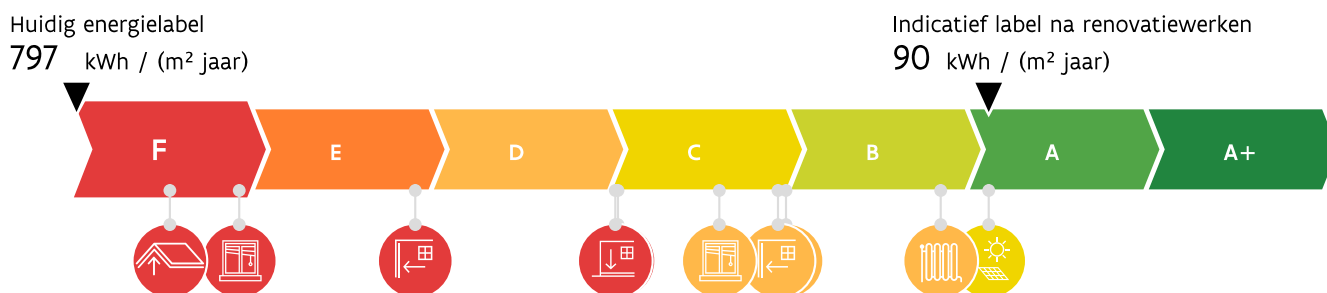 Huidig energielabel
797 kWh / (m² jaar)
Indicatief label na renovatiewerken
90 kWh / (m² jaar)
F E D C B A A+